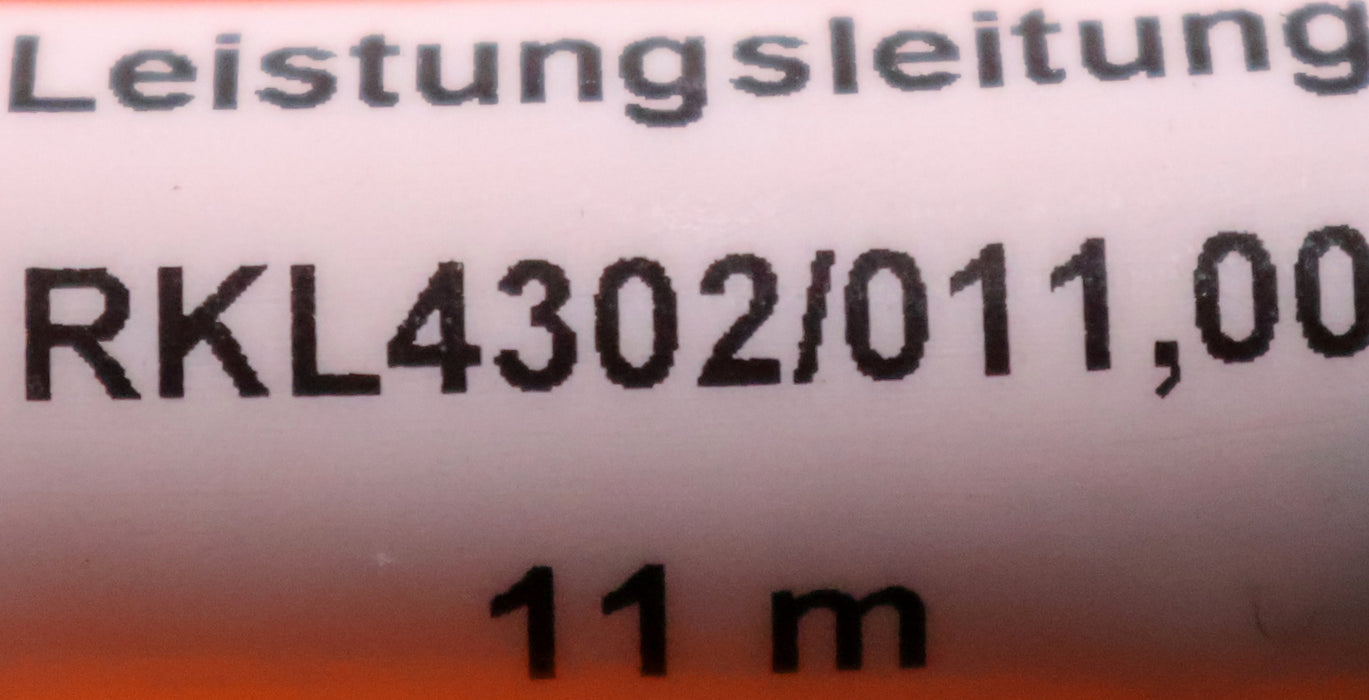 Leistungsleitung
RKL4302/011,00
11 m